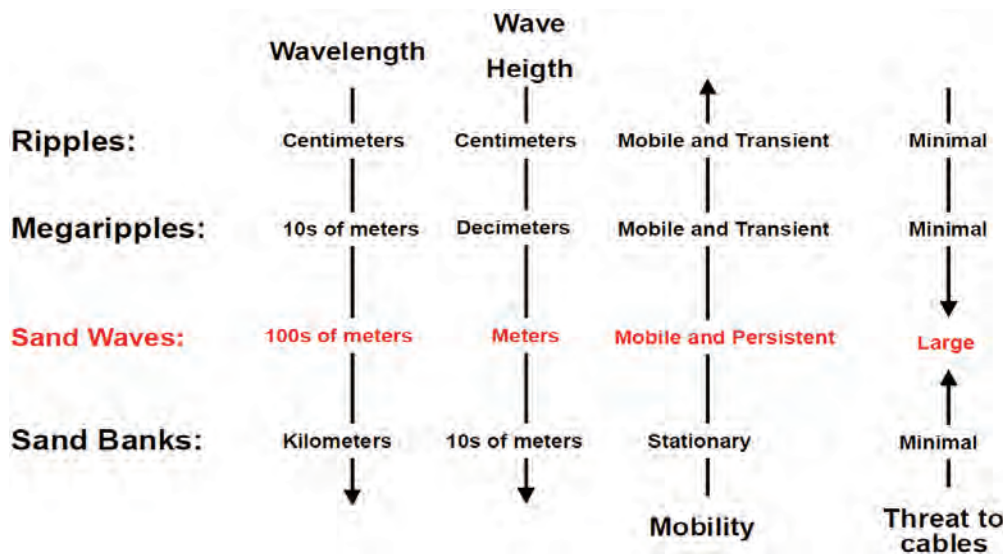 Wavelength
Wave
Heigth
Ripples: Centimeters Centimeters Mobile and Transient Minimal
Megaripples: 10s of meters Decimeters Mobile and Transient Minimal
Sand Waves: 100s of meters Meters Mobile and Persistent Large
Sand Banks: Kilometers 10s of meters Stationary Minimal
Mobility
Threat to
cables